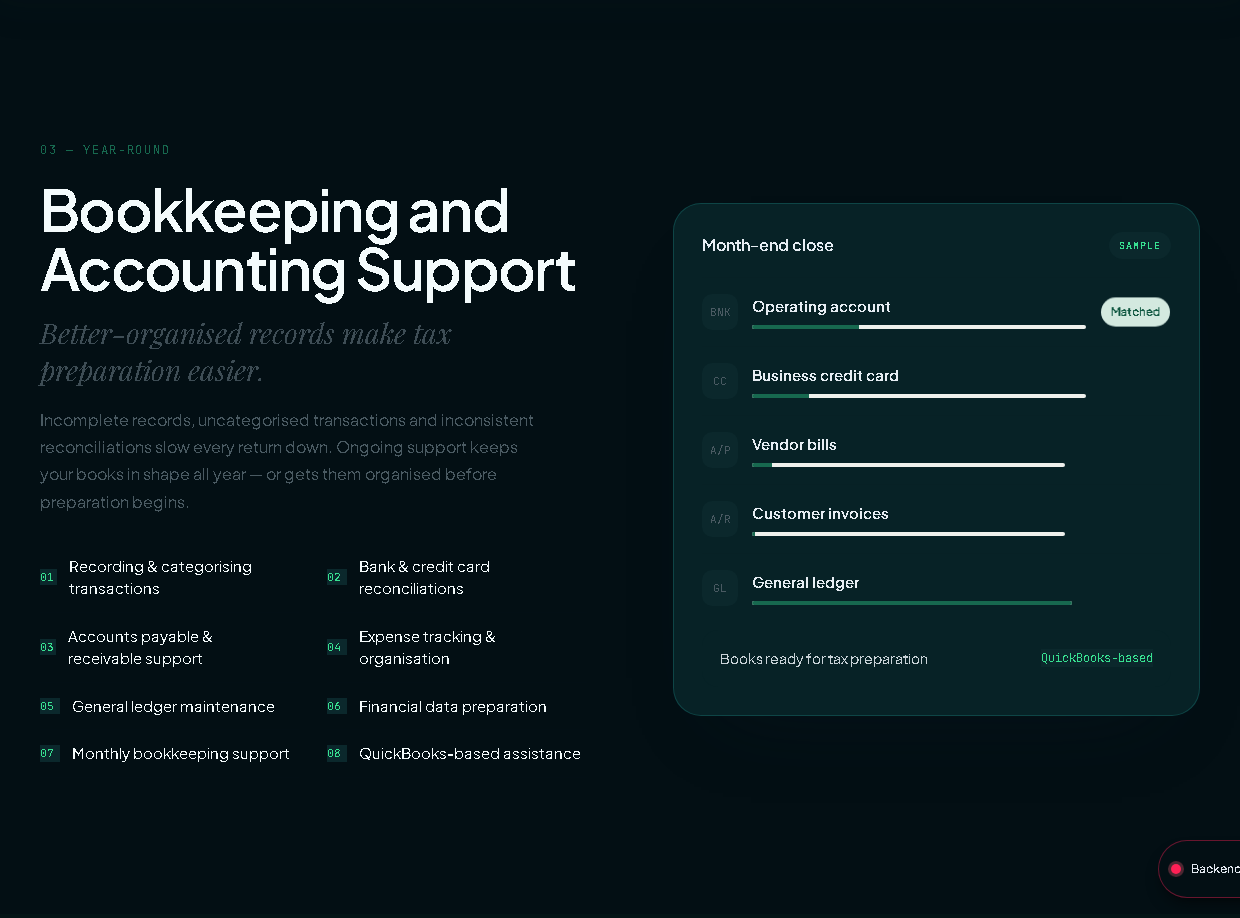 03 — YEAR-ROUND
Bookkeeping and
Accounting Support
Better-organised records make tax
preparation easier.
Incomplete records, uncategorised transactions and inconsistent
reconciliations slow every return down. Ongoing support keeps
your books in shape all year — or gets them organised before
preparation begins.
01 Recording & categorising
transactions
02 Bank & credit card
reconciliations
03 Accounts payable &
receivable support
04 Expense tracking &
organisation
05 General ledger maintenance
06 Financial data preparation
07 Monthly bookkeeping support
08 QuickBooks-based assistance
Month-end close
SAMPLE
BNK Operating account
Matched
CC Business credit card
A/P Vendor bills
A/R Customer invoices
GL General ledger
Books ready for tax preparation
QuickBooks-based